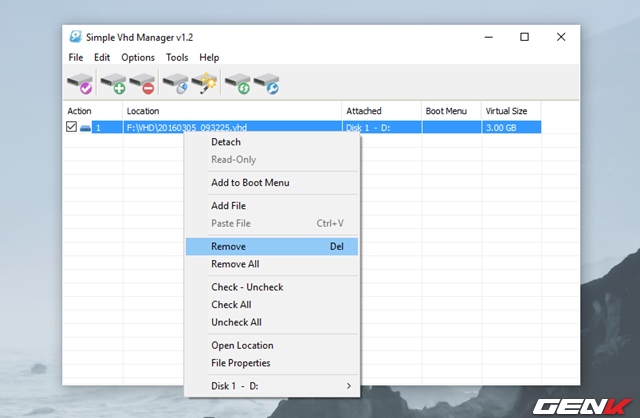 Simple Vhd Manager v1.2
File Edit Options Tools Help
Action Location Attached Boot Menu Virtual Size
1 F:\VHD\20160305_093225.vhd Disk 1 - D: 3.00 GB
Detach
Read-Only
Add to Boot Menu
Add File
Paste File Ctrl+V
Remove Del
Remove All
Check - Uncheck
Check All
Uncheck All
Open Location
File Properties
Disk 1 - D:
GENK